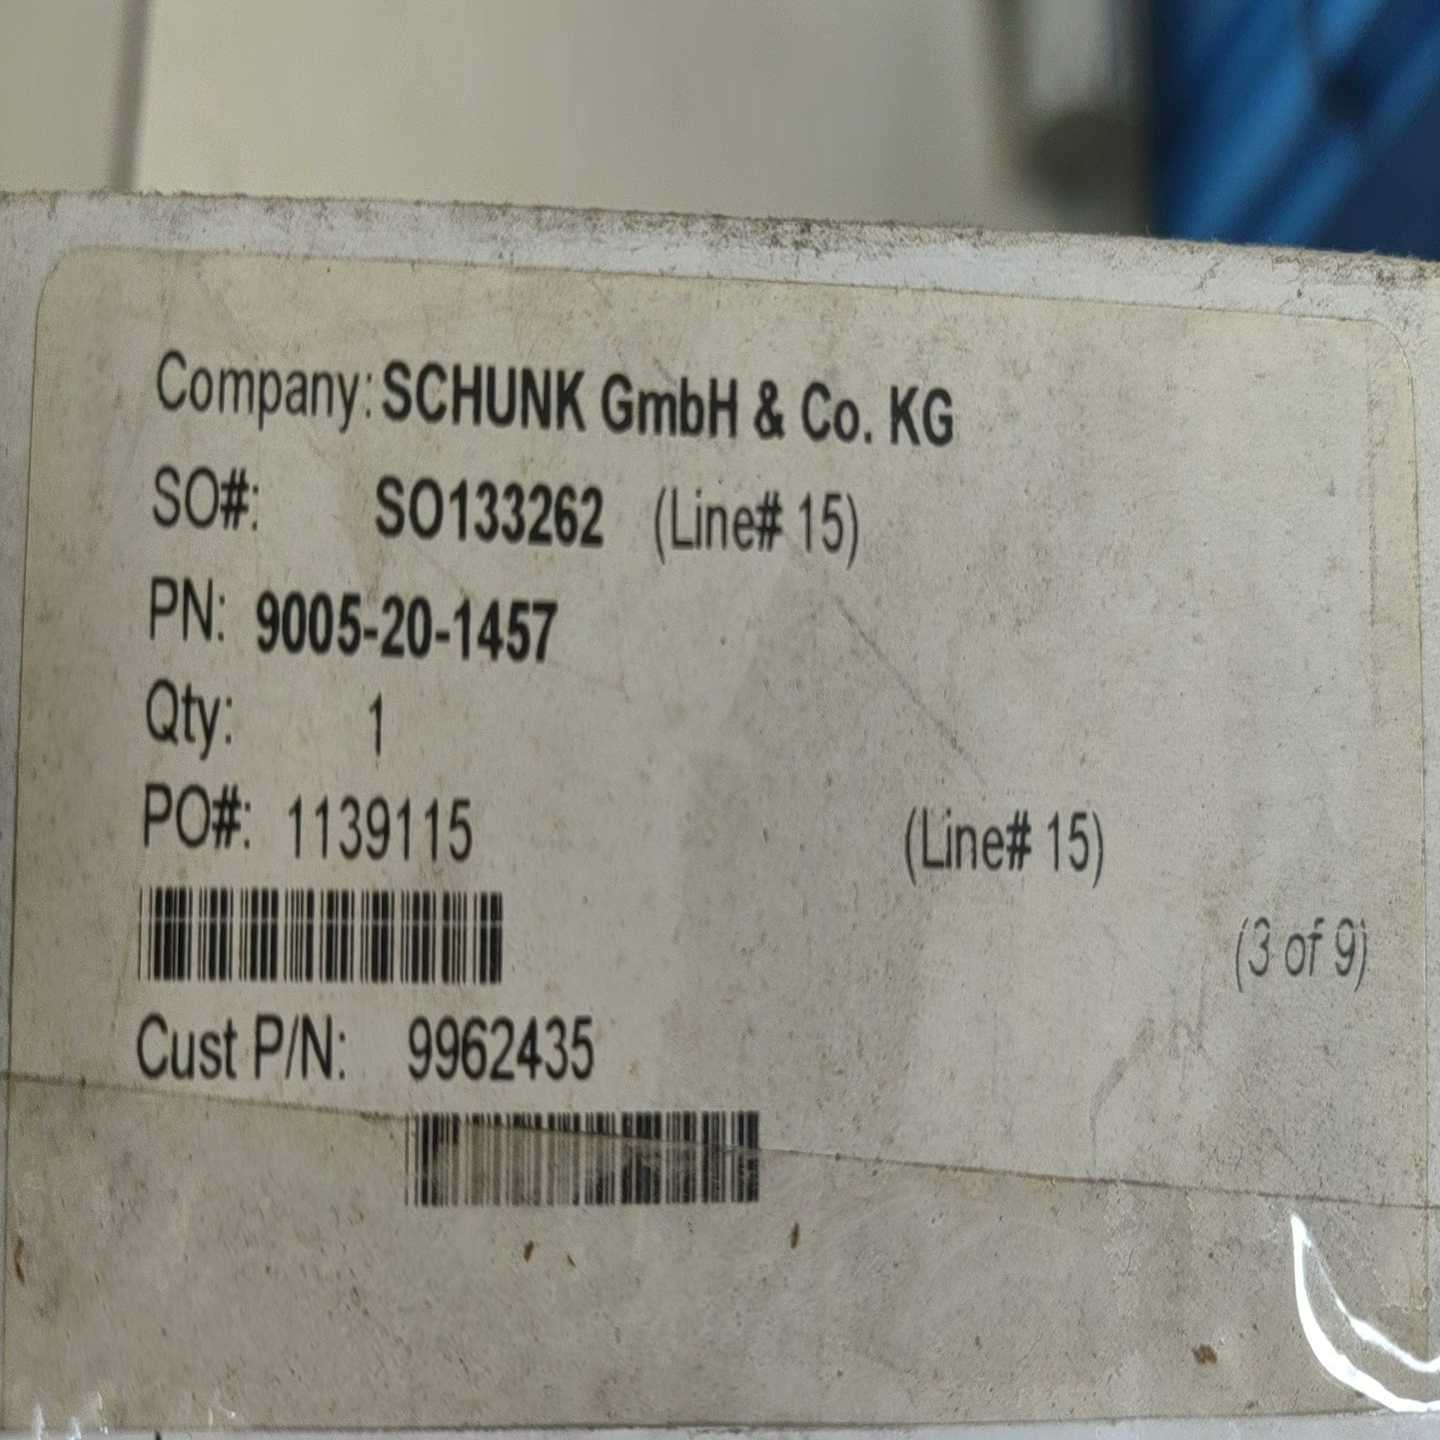 Company: SCHUNK GmbH & Co. KG
SO#: SO133262 (Line# 15)
PN: 9005-20-1457
Qty: 1
PO#: 1139115 (Line# 15)
(3 of 9)
Cust P/N: 9962435